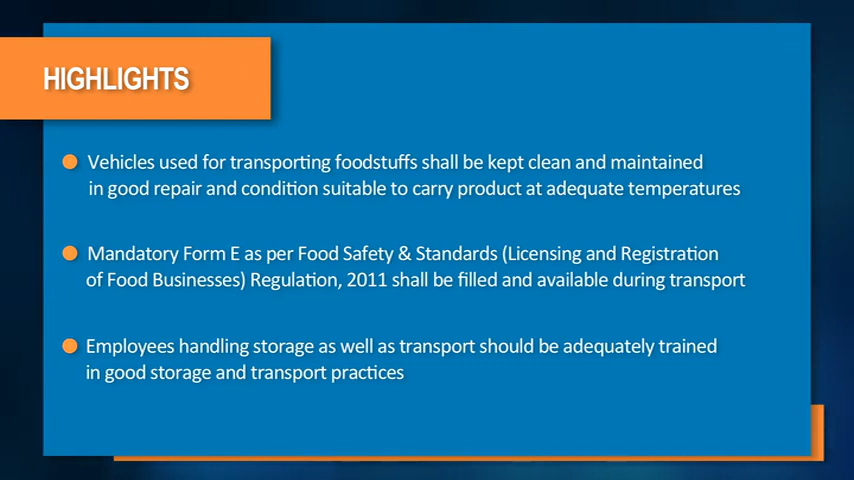 HIGHLIGHTS
Vehicles used for transporting foodstuffs shall be kept clean and maintained
in good repair and condition suitable to carry product at adequate temperatures
Mandatory Form E as per Food Safety & Standards (Licensing and Registration
of Food Businesses) Regulation, 2011 shall be filled and available during transport
Employees handling storage as well as transport should be adequately trained
in good storage and transport practices